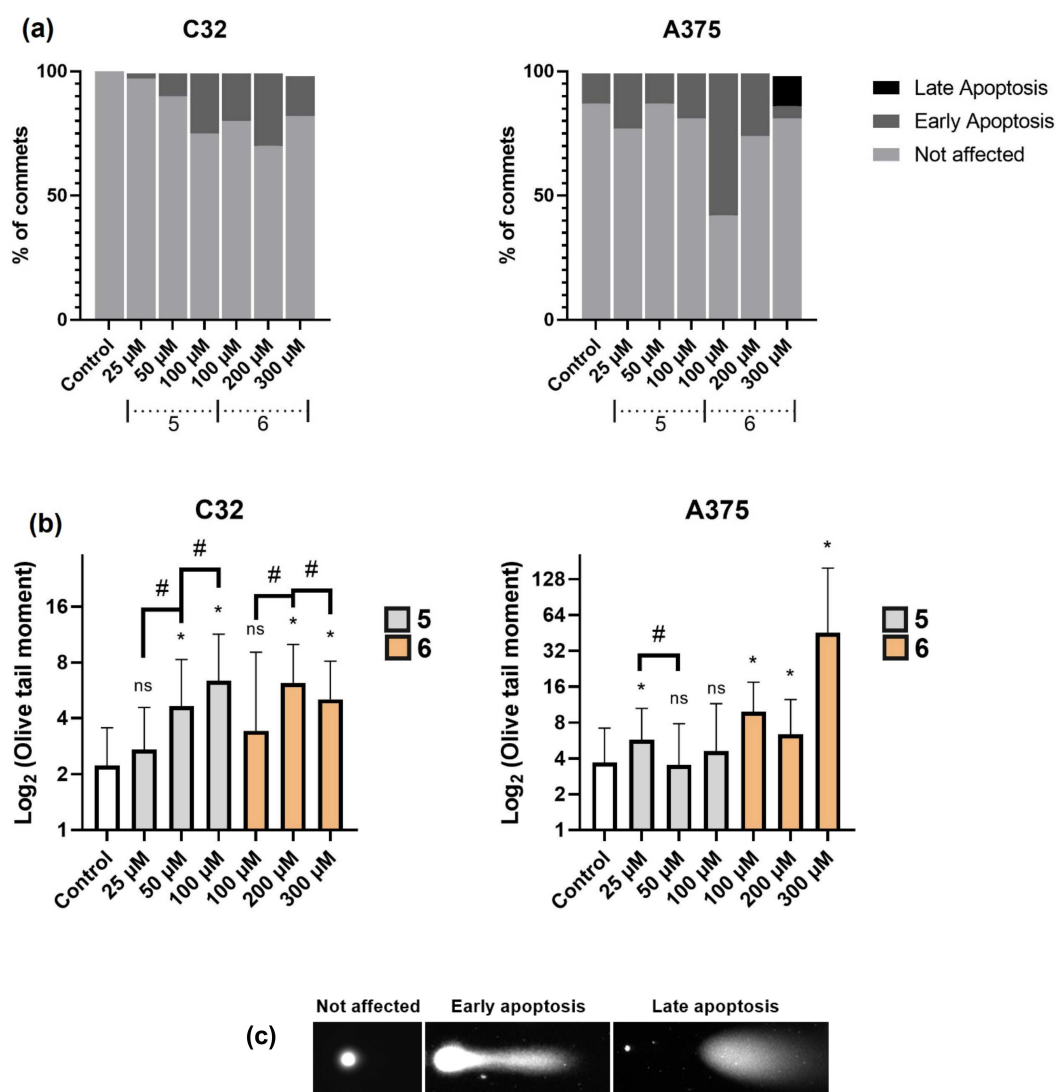 (a)
C32
A375
% of commets
100
50
0
Control
25 µM
50 µM
100 µM
100 µM
200 µM
300 µM
5
6
% of commets
100
50
0
Control
25 µM
50 µM
100 µM
100 µM
200 µM
300 µM
5
6
Late Apoptosis
Early Apoptosis
Not affected
(b)
C32
Log2 (Olive tail moment)
16
8
4
2
1
# # # #
ns * * ns * *
Control
25 µM
50 µM
100 µM
100 µM
200 µM
300 µM
5
6
A375
Log2 (Olive tail moment)
128
64
32
16
8
4
2
1
#
* ns ns * * *
Control
25 µM
50 µM
100 µM
100 µM
200 µM
300 µM
5
6
(c)
Not affected Early apoptosis Late apoptosis